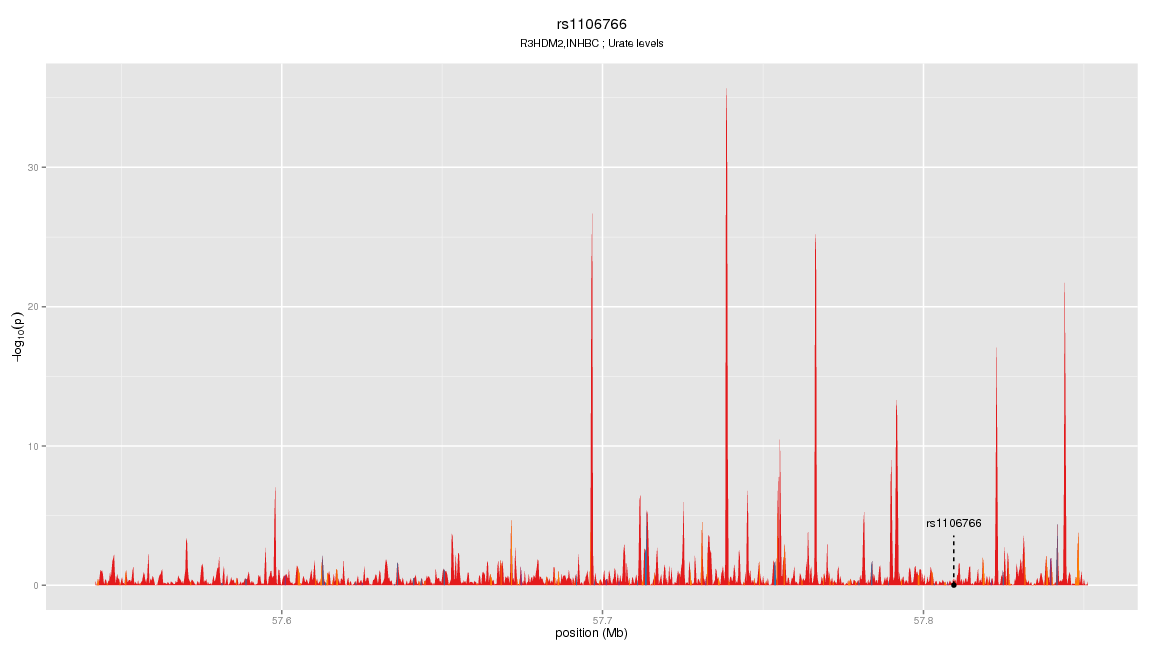 rs1106766
R3HDM2,INHBC ; Urate levels
30
20
10
0
−log10(p)
rs1106766
57.6
57.7
57.8
position (Mb)